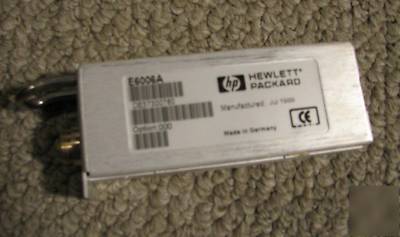 E6006A
Option 000
hp HEWLETT®
PACKARD
Manufactured: Jul 1999
Made in Germany
CE